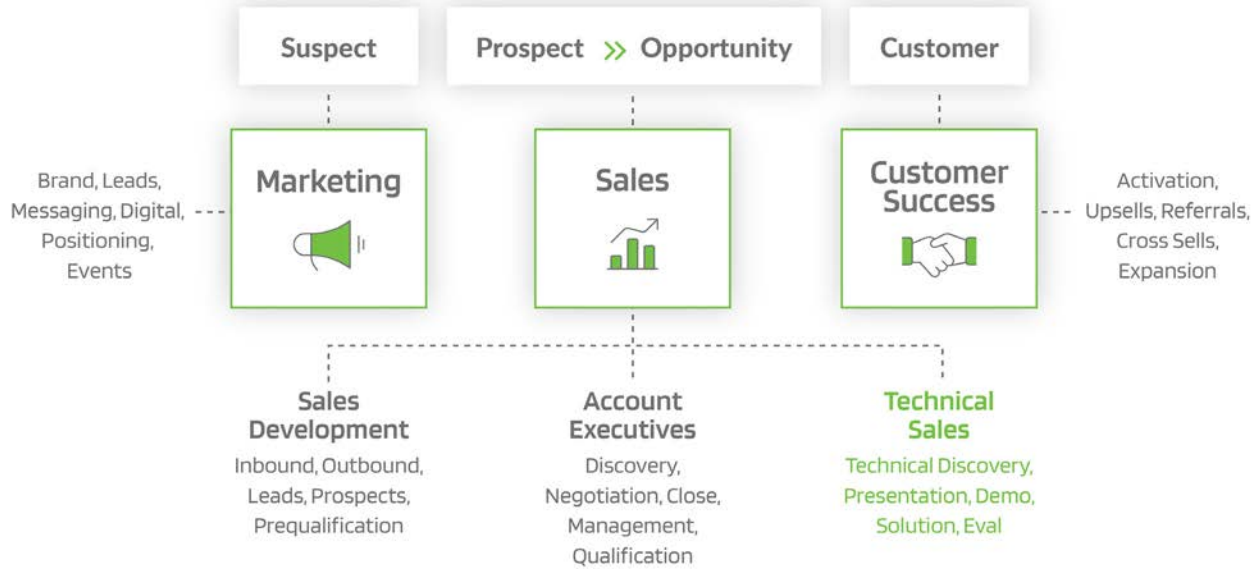 Suspect
Prospect >> Opportunity
Customer
Marketing
Sales
Customer
Success
Brand, Leads,
Messaging, Digital,
Positioning,
Events
Activation,
Upsells, Referrals,
Cross Sells,
Expansion
Sales
Development
Inbound, Outbound,
Leads, Prospects,
Prequalification
Account
Executives
Discovery,
Negotiation, Close,
Management,
Qualification
Technical
Sales
Technical Discovery,
Presentation, Demo,
Solution, Eval